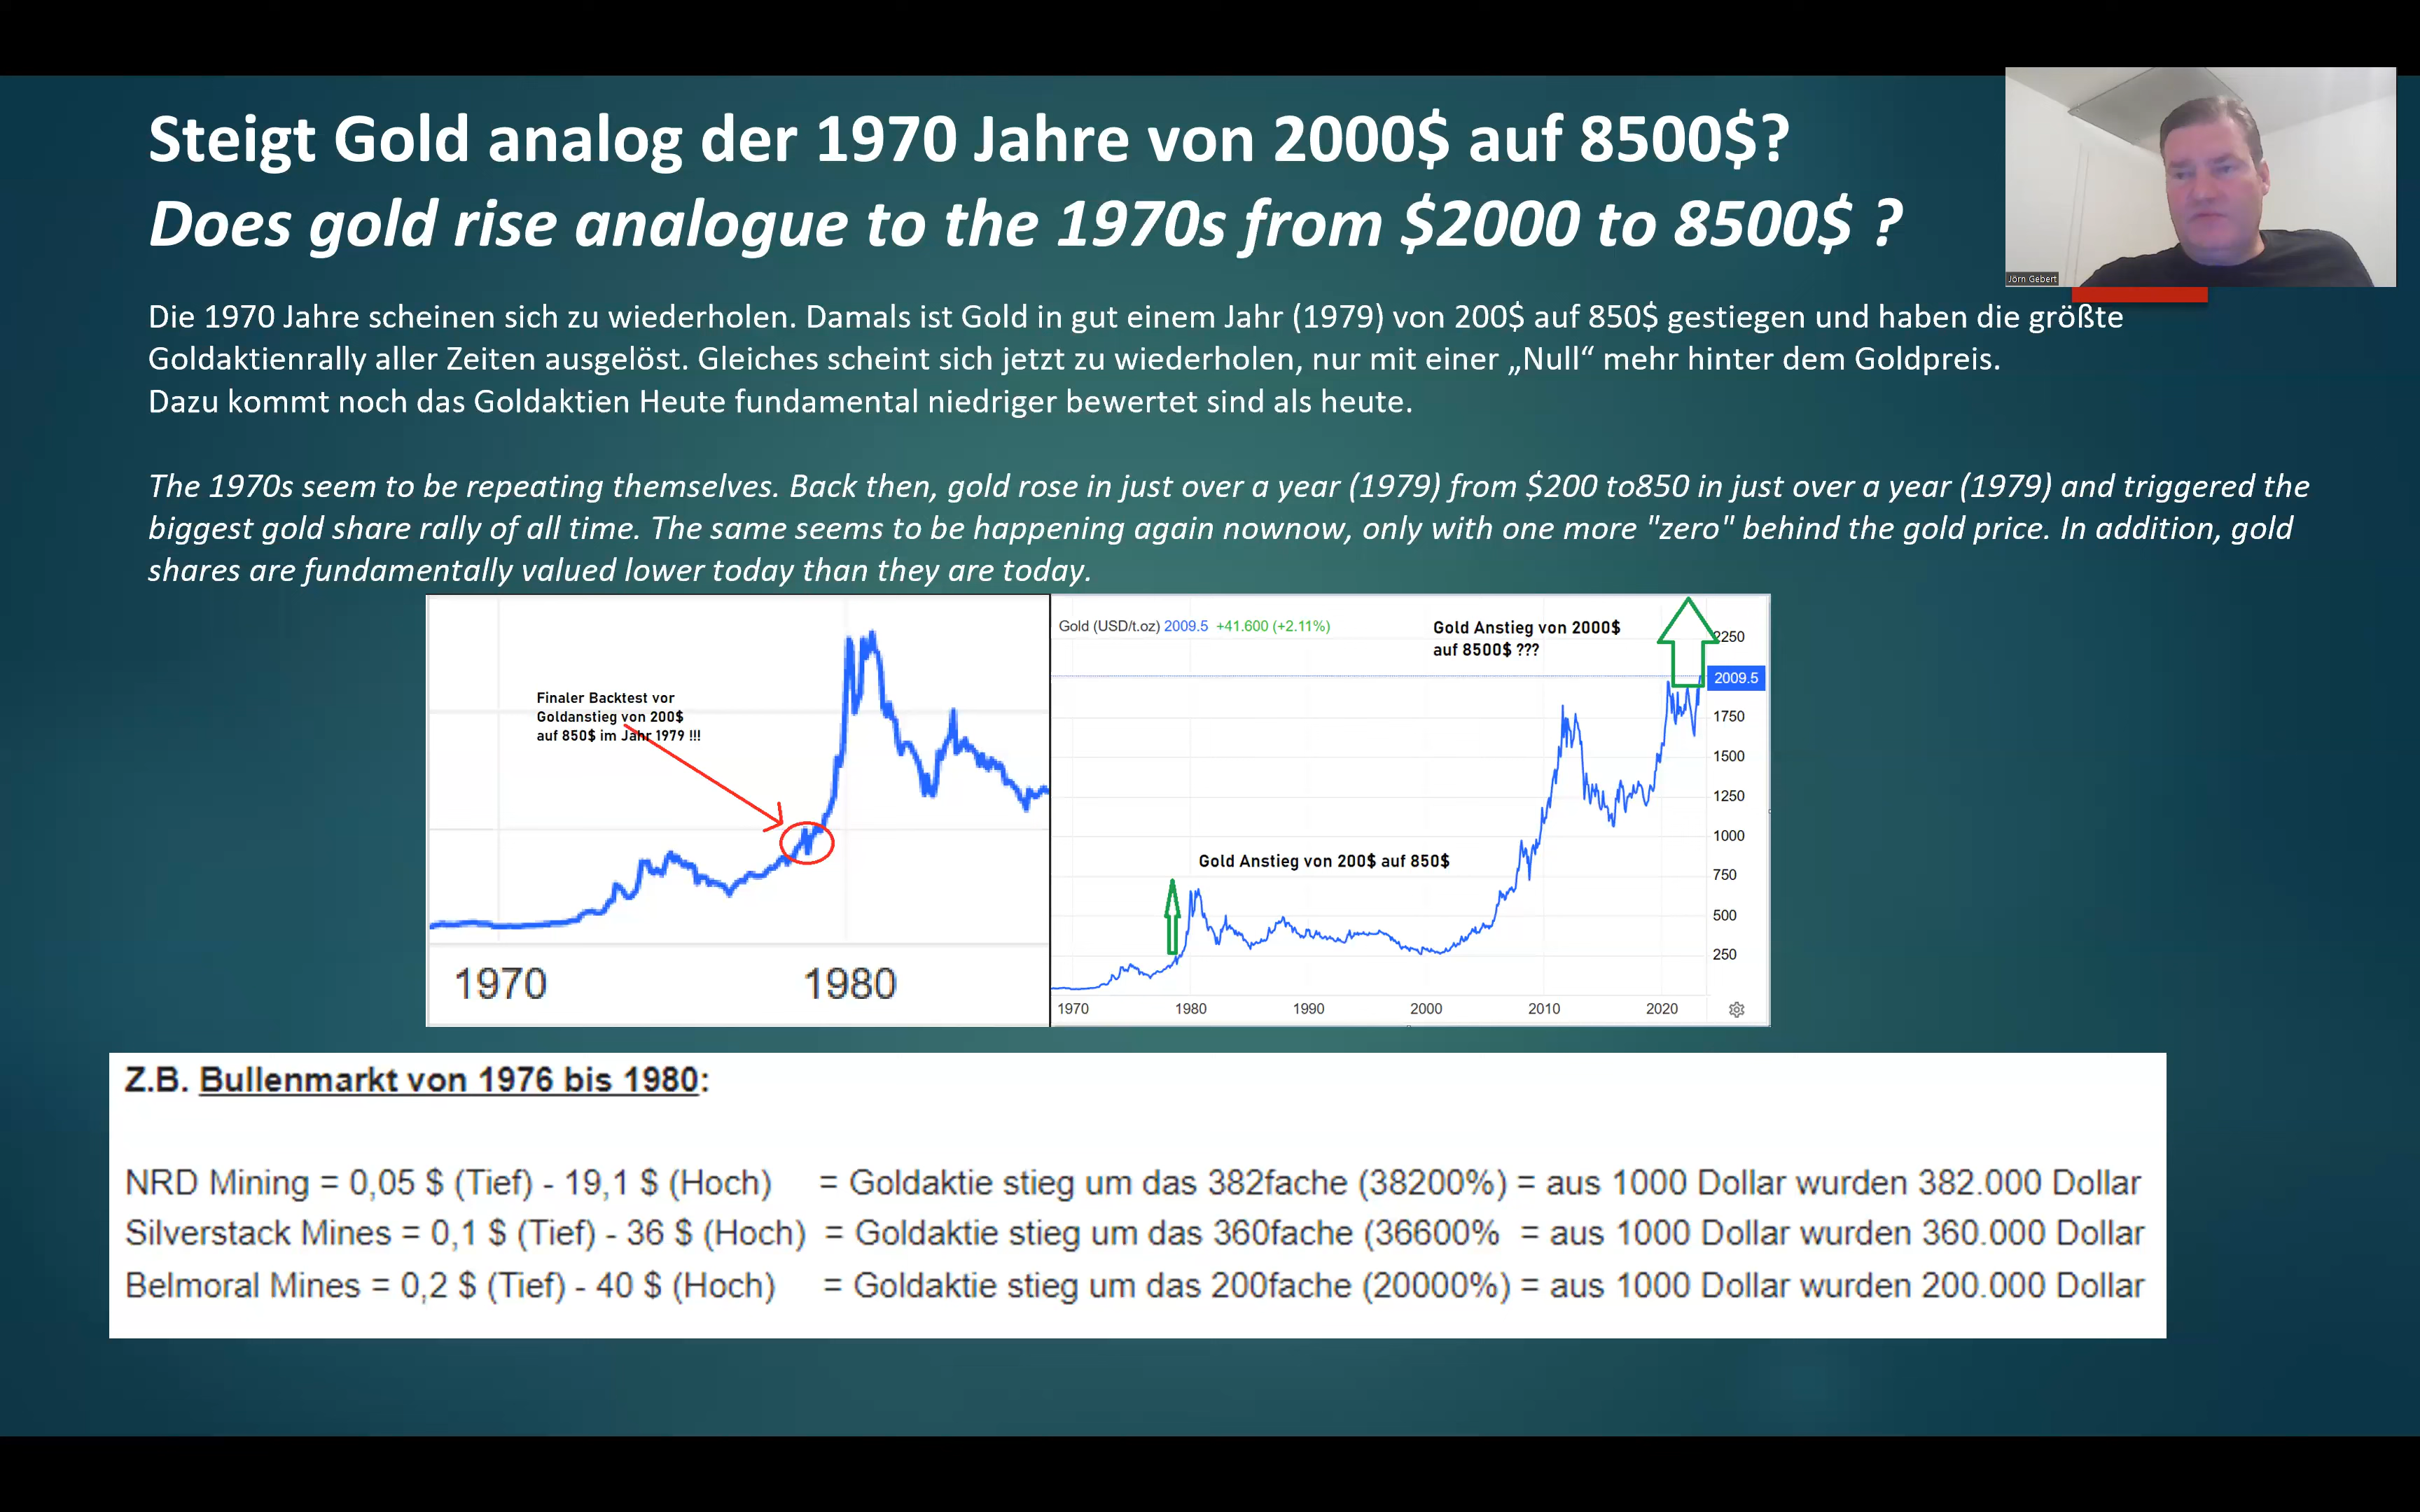 Steigt Gold analog der 1970 Jahre von 2000$ auf 8500$?
Does gold rise analogue to the 1970s from $2000 to 8500$ ?
Jörn Gebert
Die 1970 Jahre scheinen sich zu wiederholen. Damals ist Gold in gut einem Jahr (1979) von 200$ auf 850$ gestiegen und haben die größte
Goldaktienrally aller Zeiten ausgelöst. Gleiches scheint sich jetzt zu wiederholen, nur mit einer „Null“ mehr hinter dem Goldpreis.
Dazu kommt noch das Goldaktien Heute fundamental niedriger bewertet sind als heute.
The 1970s seem to be repeating themselves. Back then, gold rose in just over a year (1979) from $200 to850 in just over a year (1979) and triggered the
biggest gold share rally of all time. The same seems to be happening again nownow, only with one more "zero" behind the gold price. In addition, gold
shares are fundamentally valued lower today than they are today.
Finaler Backtest vor
Goldanstieg von 200$
auf 850$ im Jahr 1979 !!!
1970 1980
Gold (USD/t.oz) 2009.5 +41.600 (+2.11%)
Gold Anstieg von 2000$
auf 8500$ ???
Gold Anstieg von 200$ auf 850$
2250
2009.5
1750
1500
1250
1000
750
500
250
1970 1980 1990 2000 2010 2020
Z.B. Bullenmarkt von 1976 bis 1980:
NRD Mining = 0,05 $ (Tief) - 19,1 $ (Hoch) = Goldaktie stieg um das 382fache (38200%) = aus 1000 Dollar wurden 382.000 Dollar
Silverstack Mines = 0,1 $ (Tief) - 36 $ (Hoch) = Goldaktie stieg um das 360fache (36600% = aus 1000 Dollar wurden 360.000 Dollar
Belmoral Mines = 0,2 $ (Tief) - 40 $ (Hoch) = Goldaktie stieg um das 200fache (20000%) = aus 1000 Dollar wurden 200.000 Dollar